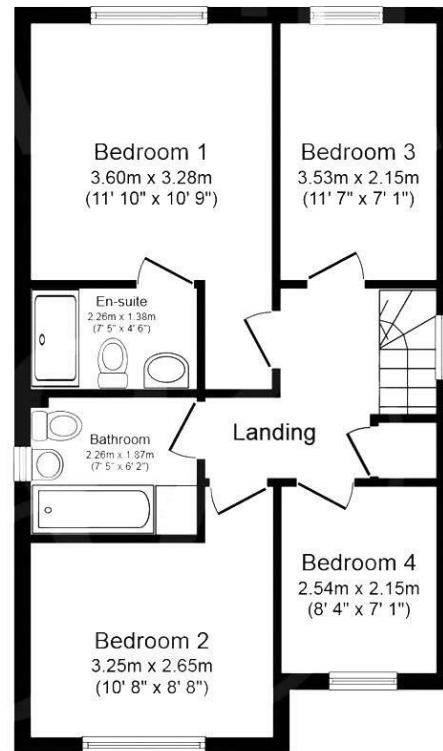 Bedroom 1
3.60m x 3.28m
(11' 10" x 10' 9")
Bedroom 3
3.53m x 2.15m
(11' 7" x 7' 1")
En-suite
2.26m x 1.38m
(7' 5" x 4' 6")
Bathroom
2.26m x 1.87m
(7' 5" x 6' 2")
Landing
Bedroom 4
2.54m x 2.15m
(8' 4" x 7' 1")
Bedroom 2
3.25m x 2.65m
(10' 8" x 8' 8")